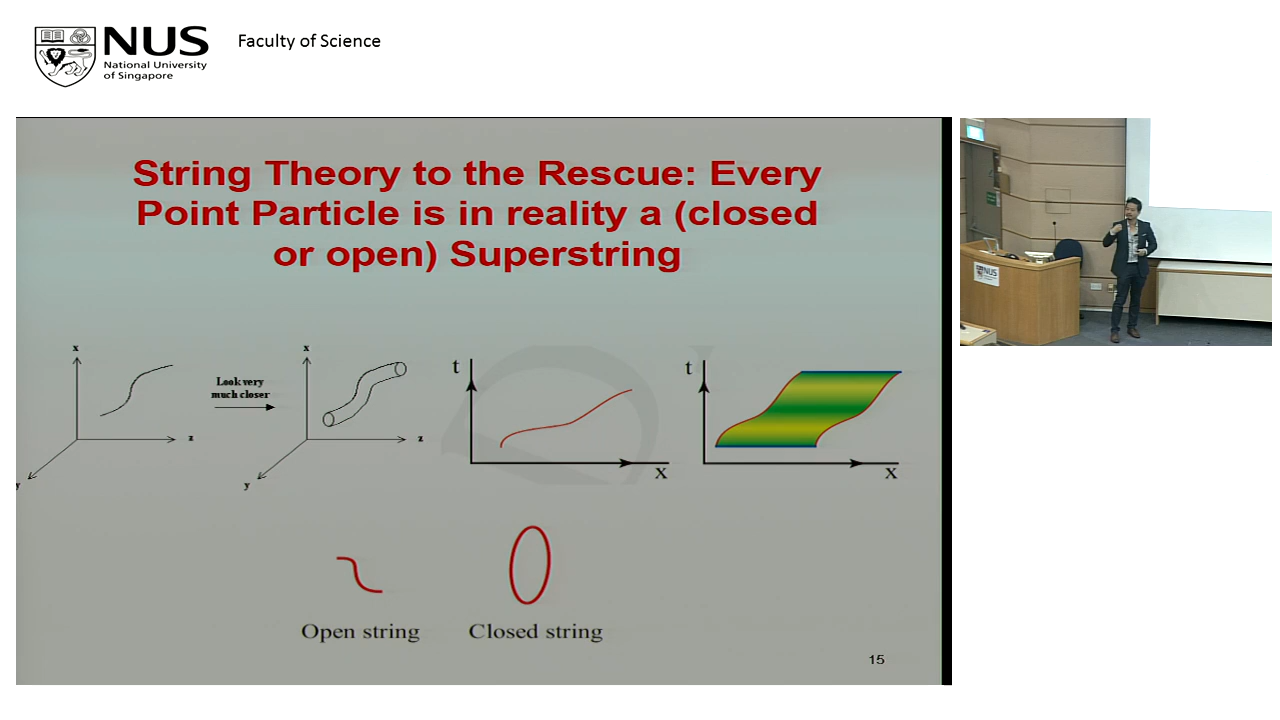 NUS
National University
of Singapore
Faculty of Science
String Theory to the Rescue: Every
Point Particle is in reality a (closed
or open) Superstring
x
z
y
Look very
much closer
x
z
y
t
x
t
x
Open string
Closed string
15
NUS